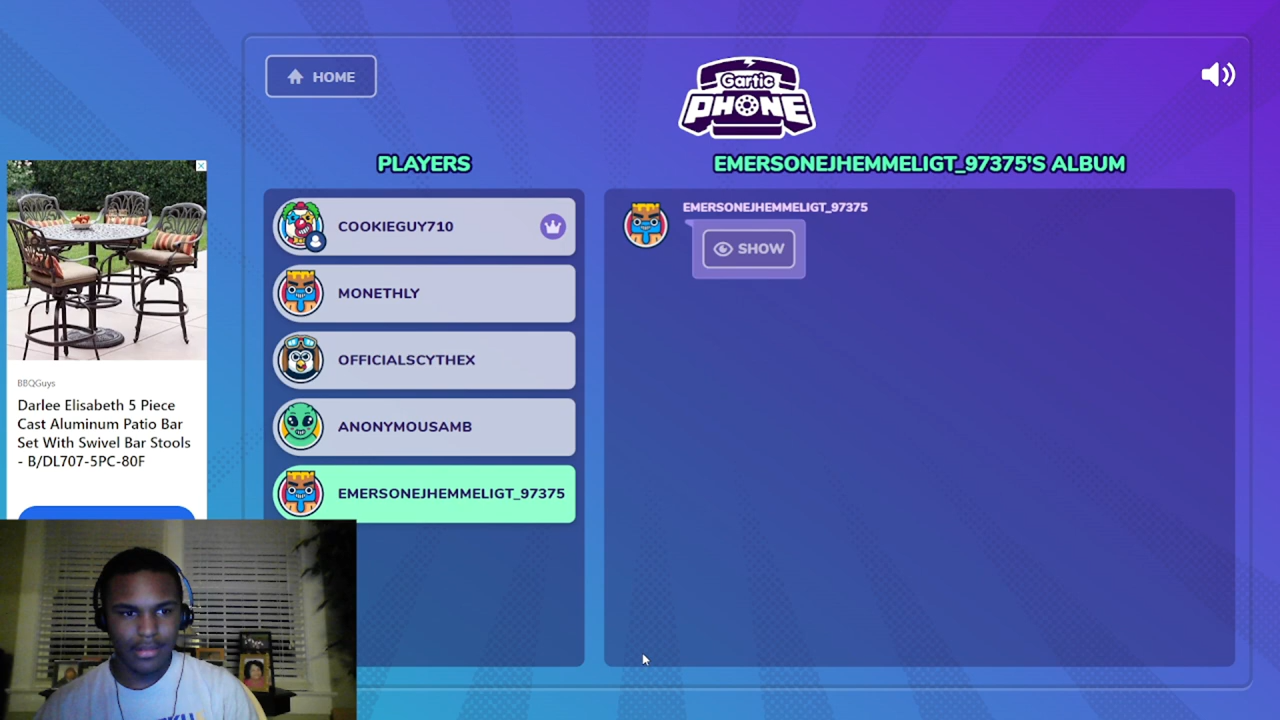 HOME
Gartic
PHONE
PLAYERS
EMERSONEJHEMMELIGT_97375'S ALBUM
COOKIEGUY710
MONETHLY
OFFICIALSCYTHEX
ANONYMOUSAMB
EMERSONEJHEMMELIGT_97375
EMERSONEJHEMMELIGT_97375
SHOW
BBQGuys
Darlee Elisabeth 5 Piece
Cast Aluminum Patio Bar
Set With Swivel Bar Stools
- B/DL707-5PC-80F